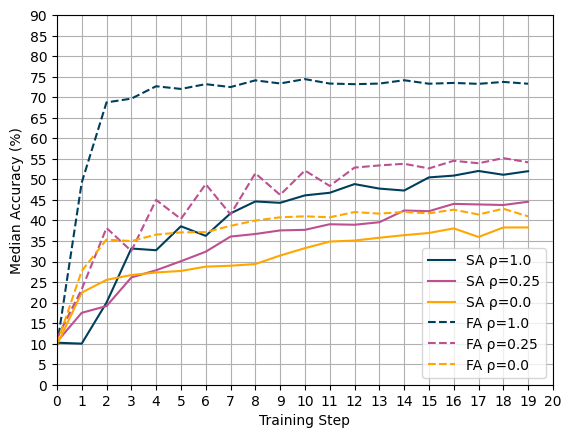 90
85
80
75
70
65
60
55
50
45
40
35
30
25
20
15
10
5
0
Median Accuracy (%)
SA ρ=1.0
SA ρ=0.25
SA ρ=0.0
FA ρ=1.0
FA ρ=0.25
FA ρ=0.0
0 1 2 3 4 5 6 7 8 9 10 11 12 13 14 15 16 17 18 19 20
Training Step